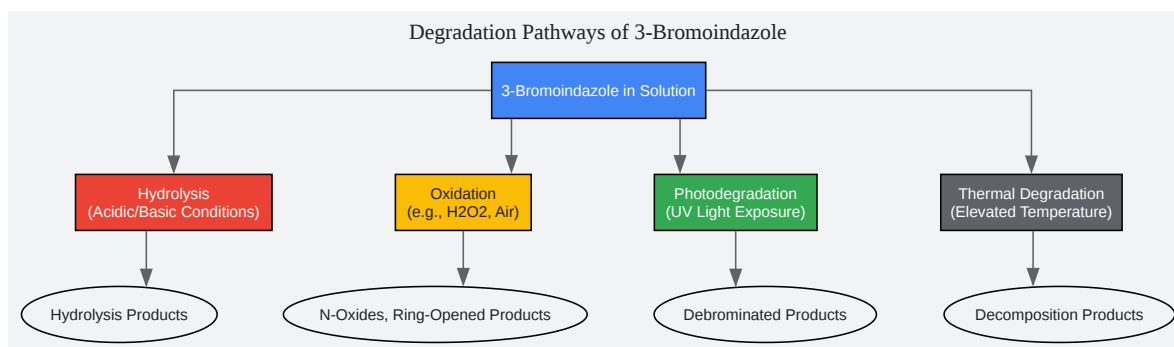 Degradation Pathways of 3-Bromoindazole
3-Bromoindazole in Solution
Hydrolysis
(Acidic/Basic Conditions)
Oxidation
(e.g., H2O2, Air)
Photodegradation
(UV Light Exposure)
Thermal Degradation
(Elevated Temperature)
Hydrolysis Products
N-Oxides, Ring-Opened Products
Debrominated Products
Decomposition Products